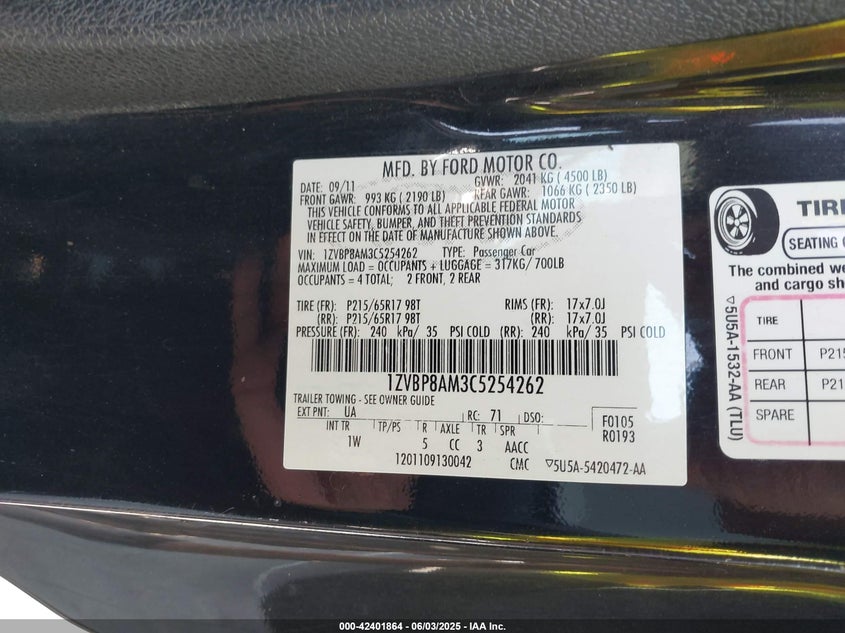 MFD. BY FORD MOTOR CO.
DATE: 09/11 GVWR: 2041 KG ( 4500 LB)
FRONT GAWR: 993 KG ( 2190 LB) REAR GAWR: 1066 KG ( 2350 LB)
THIS VEHICLE CONFORMS TO ALL APPLICABLE FEDERAL MOTOR
VEHICLE SAFETY, BUMPER, AND THEFT PREVENTION STANDARDS
IN EFFECT ON THE DATE OF MANUFACTURE SHOWN ABOVE.
VIN: 1ZVBP8AM3C5254262 TYPE: Passenger Car
MAXIMUM LOAD = OCCUPANTS + LUGGAGE = 317KG/ 700LB
OCCUPANTS = 4 TOTAL; 2 FRONT, 2 REAR
TIRE (FR): P215/65R17 98T RIMS (FR): 17x7.0J
(RR): P215/65R17 98T (RR): 17x7.0J
PRESSURE (FR): 240 kPa/ 35 PSI COLD (RR): 240 kPa/ 35 PSI COLD
1ZVBP8AM3C5254262
TRAILER TOWING - SEE OWNER GUIDE
EXT PNT: UA RC: 71 DSO: F0105
INT TR TP/PS R AXLE TR SPR R0193
1W 5 CC 3 AACC
1201109130042 CMC ▽5U5A-5420472-AA
TIRE
SEATING
The combined
and cargo
TIRE
FRONT P215
REAR P21
SPARE
▽5U5A-1532-AA (TLU)
000-42401864 / 06/03/2025 - IAA Inc.